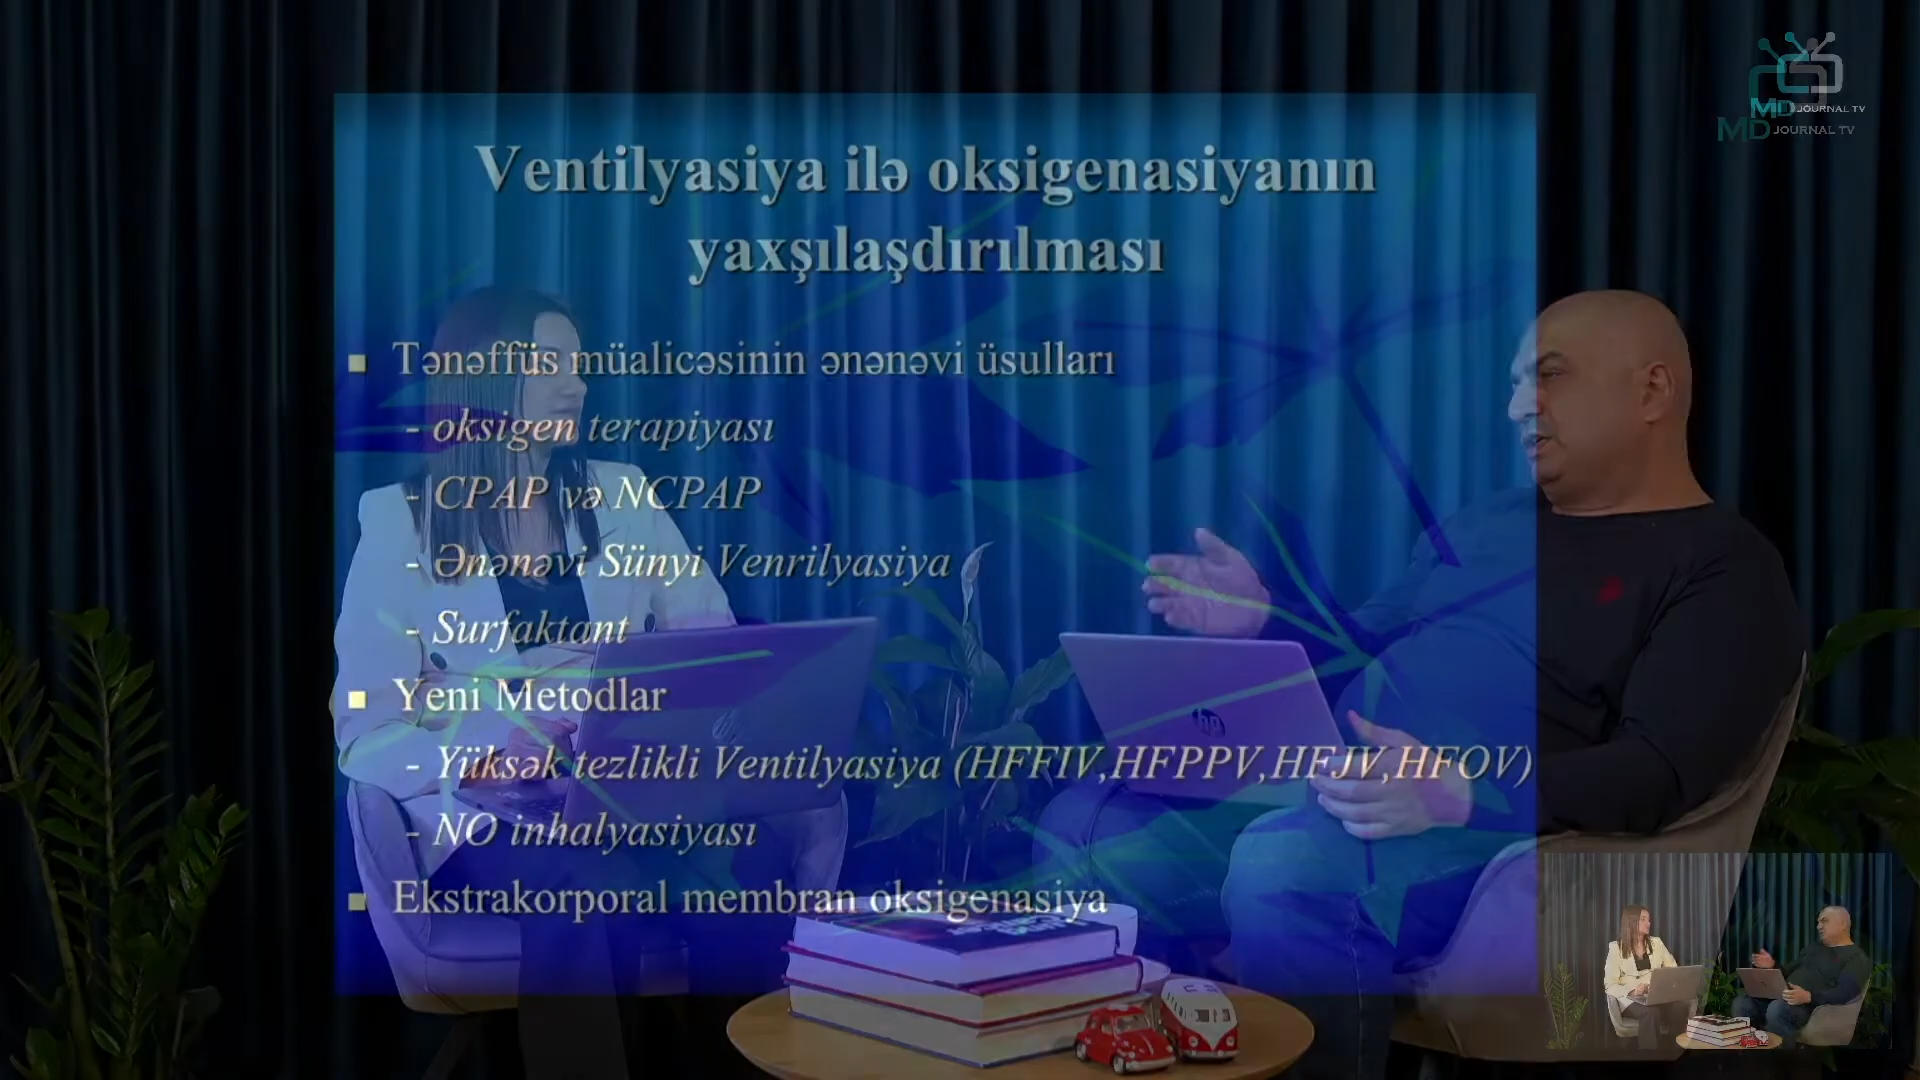 Ventilyasiya ilə oksigenasiyanın
yaxşılaşdırılması
Tənəffüs müalicəsinin ənənəvi üsulları
- oksigen terapiyası
- CPAP və NCPAP
- Ənənəvi Sünyi Venrilyasiya
- Surfaktant
Yeni Metodlar
- Yüksək tezlikli Ventilyasiya (HFFIV,HFPPV,HFJV,HFOV)
- NO inhalyasiyası
Ekstrakorporal membran oksigenasiya
MD JOURNAL TV
MD JOURNAL TV
hp